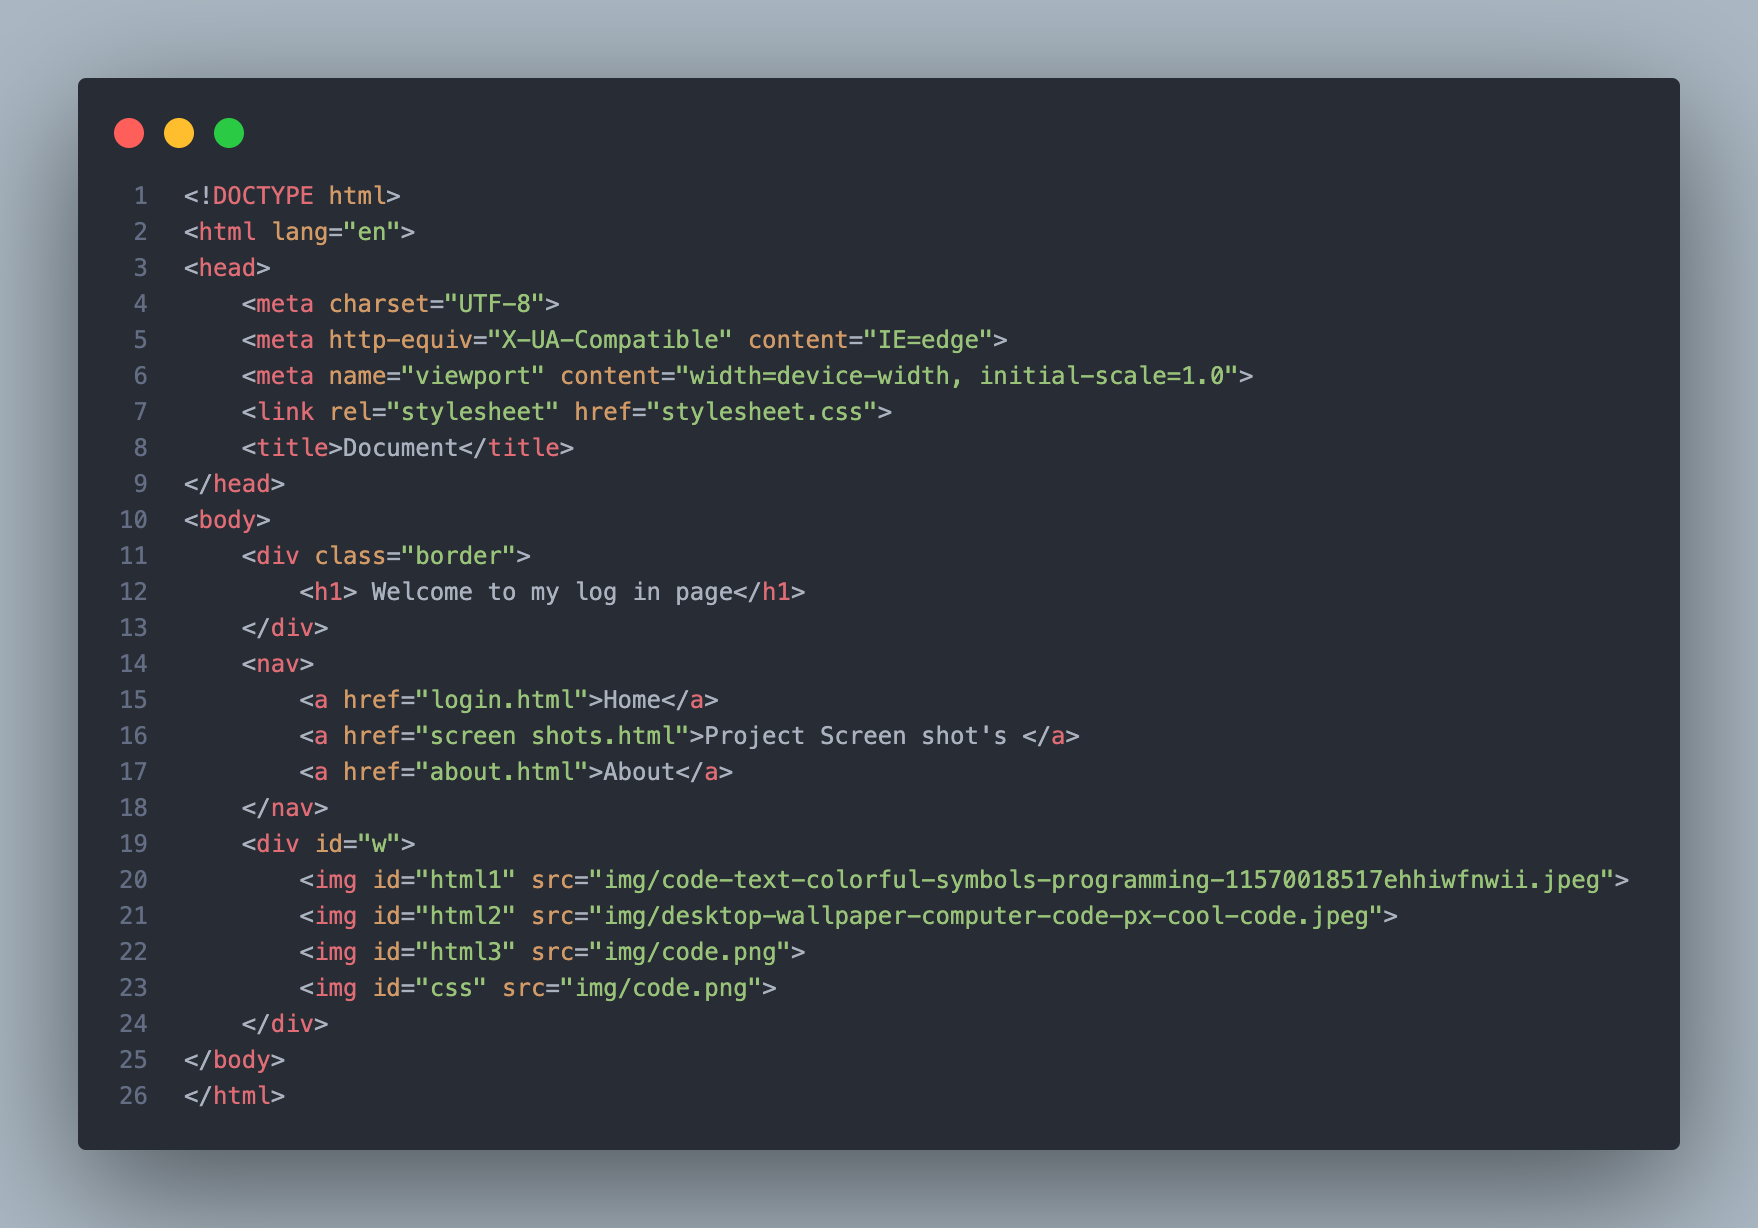 1 <!DOCTYPE html>
2 <html lang="en">
3 <head>
4     <meta charset="UTF-8">
5     <meta http-equiv="X-UA-Compatible" content="IE=edge">
6     <meta name="viewport" content="width=device-width, initial-scale=1.0">
7     <link rel="stylesheet" href="stylesheet.css">
8     <title>Document</title>
9 </head>
10 <body>
11     <div class="border">
12         <h1> Welcome to my log in page</h1>
13     </div>
14     <nav>
15         <a href="login.html">Home</a>
16         <a href="screen shots.html">Project Screen shot's </a>
17         <a href="about.html">About</a>
18     </nav>
19     <div id="w">
20         <img id="html1" src="img/code-text-colorful-symbols-programming-11570018517ehhiwfnwii.jpeg">
21         <img id="html2" src="img/desktop-wallpaper-computer-code-px-cool-code.jpeg">
22         <img id="html3" src="img/code.png">
23         <img id="css" src="img/code.png">
24     </div>
25 </body>
26 </html>